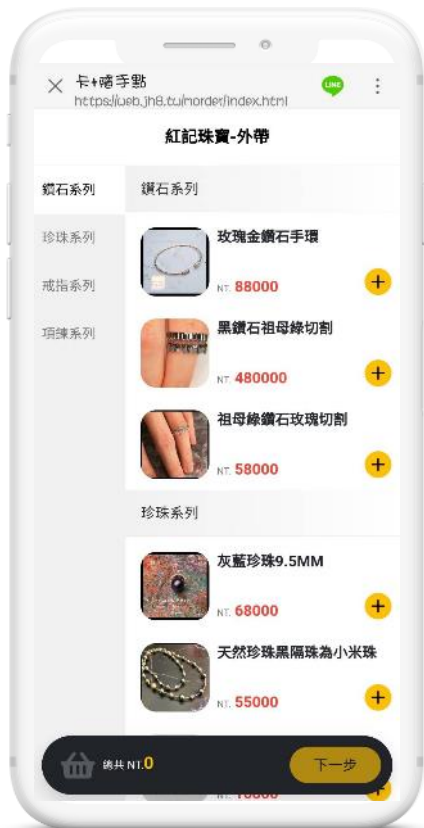 卡+隨手點
https://web.jh8.tw/morder/index.html
LINE
紅記珠寶-外帶
鑽石系列
珍珠系列
戒指系列
項鍊系列
鑽石系列
玫瑰金鑽石手環
NT. 88000
黑鑽石祖母綠切割
NT. 480000
祖母綠鑽石玫瑰切割
NT. 58000
珍珠系列
灰藍珍珠9.5MM
NT. 68000
天然珍珠黑隔珠為小米珠
NT. 55000
總共 NT.0
下一步